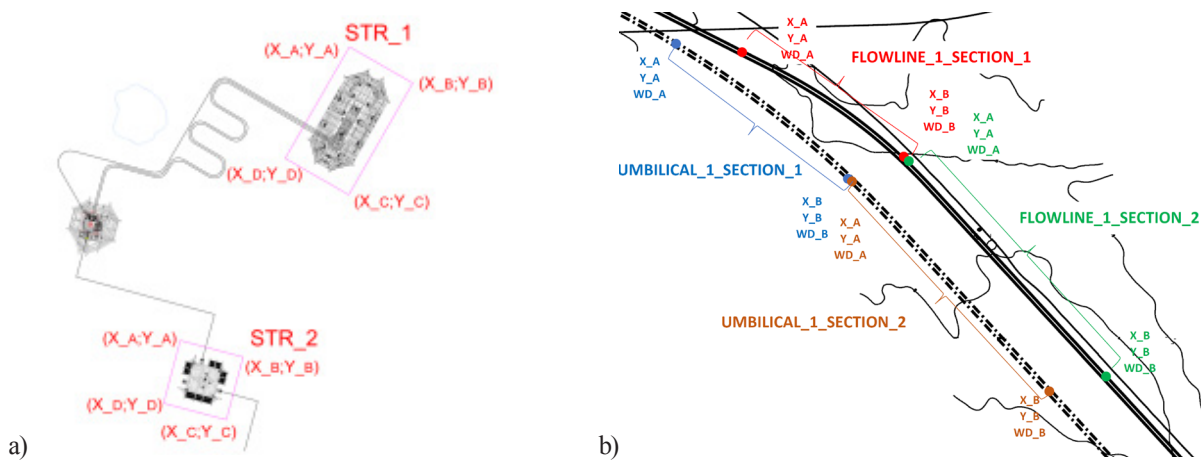 STR_1
(X_A;Y_A)
(X_B;Y_B)
(X_D;Y_D)
(X_C;Y_C)
STR_2
(X_A;Y_A)
(X_B;Y_B)
(X_D;Y_D)
(X_C;Y_C)
a)
X_A
Y_A
WD_A
FLOWLINE_1_SECTION_1
X_A
Y_A
WD_A
X_B
Y_B
WD_B
X_A
Y_A
WD_A
UMBILICAL_1_SECTION_1
X_B
Y_B
WD_B
X_A
Y_A
WD_A
FLOWLINE_1_SECTION_2
UMBILICAL_1_SECTION_2
X_B
Y_B
WD_B
X_B
Y_B
WD_B
b)